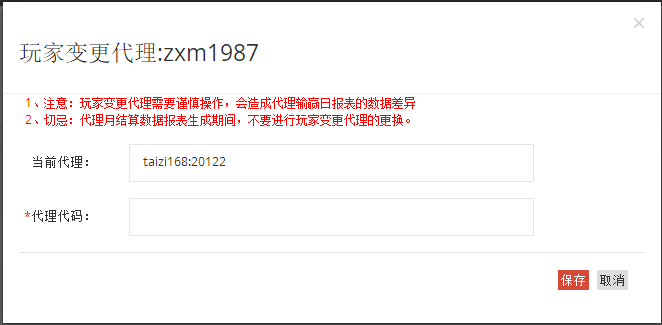 玩家变更代理:zxm1987
×
1、注意：玩家变更代理需要谨慎操作，会造成代理输赢日报表的数据差异
2、切忌：代理月结算数据报表生成期间，不要进行玩家变更代理的更换。
当前代理： taizi168:20122
*代理代码：
保存 取消